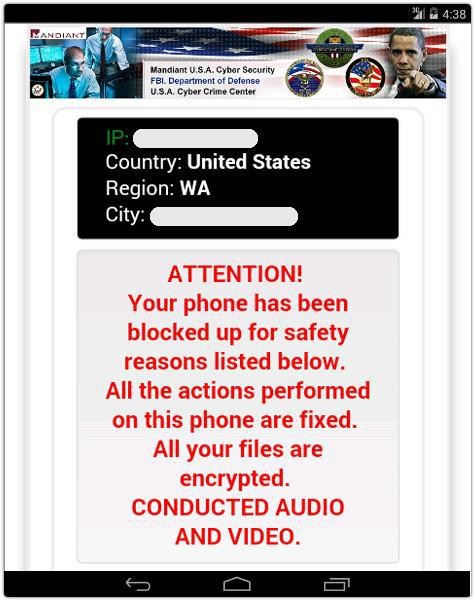 3G 4:38
MANDIANT
Mandiant U.S.A. Cyber Security
FBI. Department of Defense
U.S.A. Cyber Crime Center
IP:
Country: United States
Region: WA
City:
ATTENTION!
Your phone has been
blocked up for safety
reasons listed below.
All the actions performed
on this phone are fixed.
All your files are
encrypted.
CONDUCTED AUDIO
AND VIDEO.